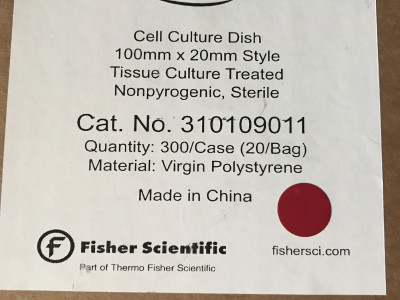 Cell Culture Dish
100mm x 20mm Style
Tissue Culture Treated
Nonpyrogenic, Sterile
Cat. No. 310109011
Quantity: 300/Case (20/Bag)
Material: Virgin Polystyrene
Made in China
F Fisher Scientific
Part of Thermo Fisher Scientific
fishersci.com